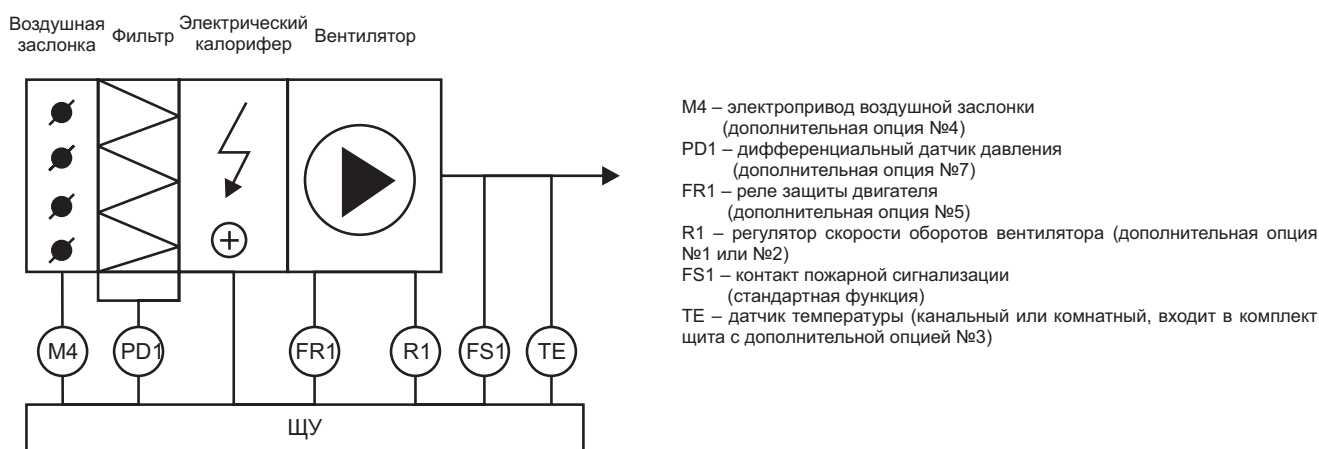 Воздушная
заслонка
Фильтр
Электрический
калорифер
Вентилятор
M4
PD1
FR1
R1
FS1
TE
ЩУ
M4 – электропривод воздушной заслонки
(дополнительная опция №4)
PD1 – дифференциальный датчик давления
(дополнительная опция №7)
FR1 – реле защиты двигателя
(дополнительная опция №5)
R1 – регулятор скорости оборотов вентилятора (дополнительная опция
№1 или №2)
FS1 – контакт пожарной сигнализации
(стандартная функция)
TE – датчик температуры (канальный или комнатный, входит в комплект
щита с дополнительной опцией №3)